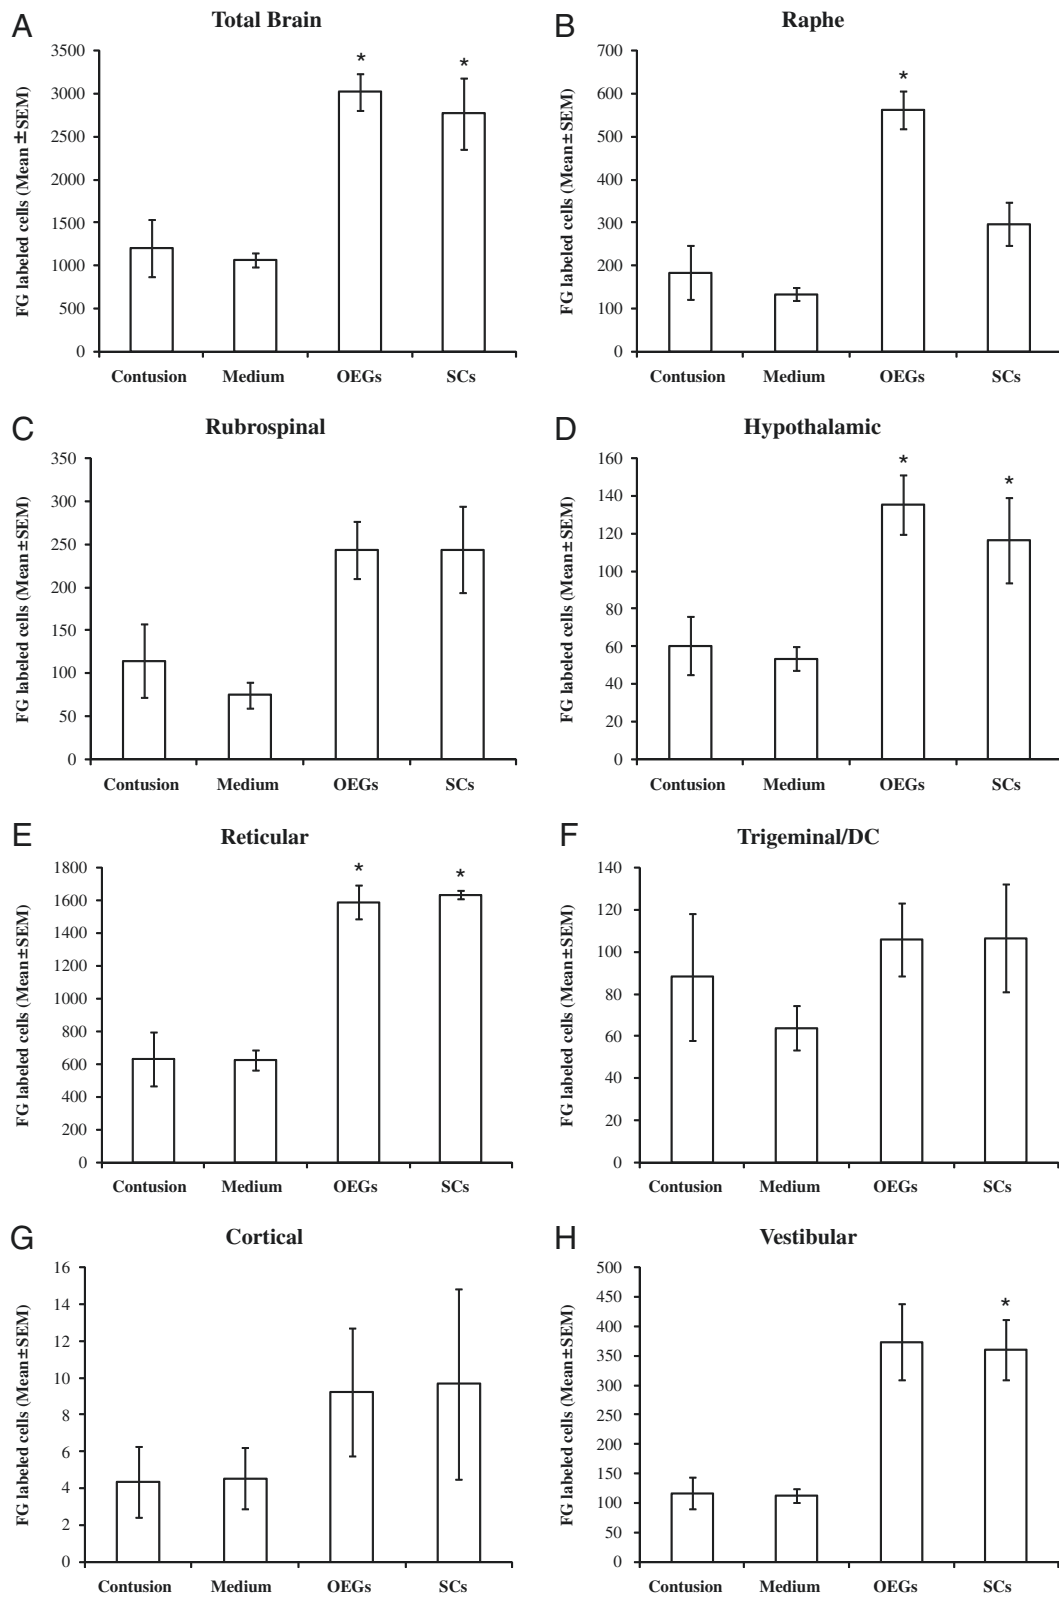 A
Total Brain
FG labeled cells (Mean ±SEM)
3500
3000
2500
2000
1500
1000
500
0
*
*
Contusion Medium OEGs SCs
B
Raphe
FG labeled cells (Mean±SEM)
700
600
500
400
300
200
100
0
*
Contusion Medium OEGs SCs
C
Rubrospinal
FG labeled cells (Mean±SEM)
350
300
250
200
150
100
50
0
Contusion Medium OEGs SCs
D
Hypothalamic
FG labeled cells (Mean±SEM)
160
140
120
100
80
60
40
20
0
*
*
Contusion Medium OEGs SCs
E
Reticular
FG labeled cells (Mean±SEM)
1800
1600
1400
1200
1000
800
600
400
200
0
*
*
Contusion Medium OEGs SCs
F
Trigeminal/DC
FG labeled cells (Mean±SEM)
140
120
100
80
60
40
20
0
Contusion Medium OEGs SCs
G
Cortical
FG labeled cells (Mean±SEM)
16
14
12
10
8
6
4
2
0
Contusion Medium OEGs SCs
H
Vestibular
FG labeled cells (Mean±SEM)
500
450
400
350
300
250
200
150
100
50
0
*
Contusion Medium OEGs SCs